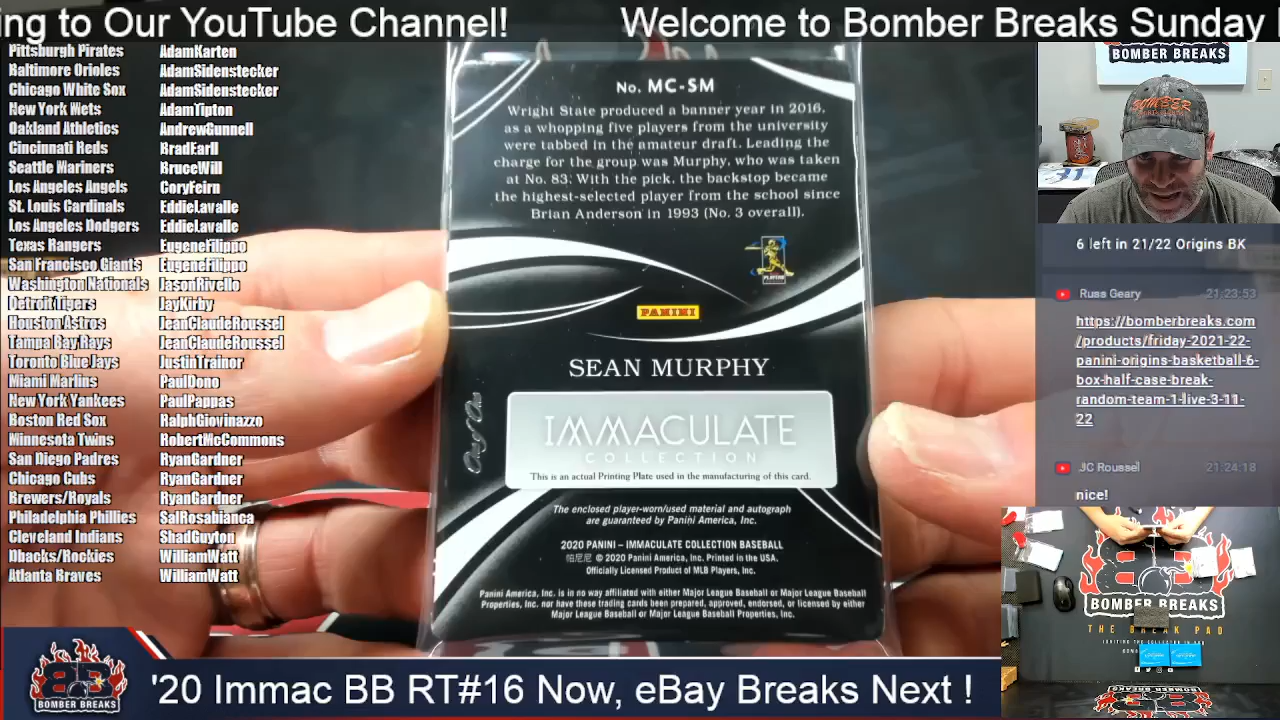 ing to Our YouTube Channel!
Welcome to Bomber Breaks Sunday
Pittsburgh Pirates AdamKarten
Baltimore Orioles AdamSidenstecker
Chicago White Sox AdamSidenstecker
New York Mets AdamTipton
Oakland Athletics AndrewGunnell
Cincinnati Reds BradEarll
Seattle Mariners BruceWill
Los Angeles Angels CoryFeirn
St. Louis Cardinals EddieLavalle
Los Angeles Dodgers EddieLavalle
Texas Rangers EugeneFilippo
San Francisco Giants EugeneFilippo
Washington Nationals JasonRivello
Detroit Tigers JayKirby
Houston Astros JeanClaudeRoussel
Tampa Bay Rays JeanClaudeRoussel
Toronto Blue Jays JustinTrainor
Miami Marlins PaulDono
New York Yankees PaulPappas
Boston Red Sox RalphGiovinazzo
Minnesota Twins RobertMcCommons
San Diego Padres RyanGardner
Chicago Cubs RyanGardner
Brewers/Royals RyanGardner
Philadelphia Phillies SalRosabianca
Cleveland Indians ShadGuyton
Dbacks/Rockies WilliamWatt
Atlanta Braves WilliamWatt
No. MC-SM
Wright State produced a banner year in 2016,
as a whopping five players from the university
were tabbed in the amateur draft. Leading the
charge for the group was Murphy, who was taken
at No. 83. With the pick, the backstop became
the highest-selected player from the school since
Brian Anderson in 1993 (No. 3 overall).
PLAYERS
PANINI
SEAN MURPHY
One of One
IMMACULATE
COLLECTION
This is an actual Printing Plate used in the manufacturing of this card.
The enclosed player-worn/used material and autograph
are guaranteed by Panini America, Inc.
2020 PANINI – IMMACULATE COLLECTION BASEBALL
帕尼尼 © 2020 Panini America, Inc. Printed in the USA.
Officially Licensed Product of MLB Players, Inc.
Panini America, Inc. is in no way affiliated with either Major League Baseball or Major League Baseball
Properties, Inc. nor have these trading cards been prepared, approved, endorsed, or licensed by either
Major League Baseball or Major League Baseball Properties, Inc.
BOMBER BREAKS
BOMBER
6 left in 21/22 Origins BK
Russ Geary 21:23:53
https://bomberbreaks.com
/products/friday-2021-22-
panini-origins-basketball-6-
box-half-case-break-
random-team-1-live-3-11-
22
JC Roussel 21:24:18
nice!
BOMBER BREAKS
THE BREAK PAD
BOMBER BREAKS
BOMBER BREAKS
'20 Immac BB RT#16 Now, eBay Breaks Next !